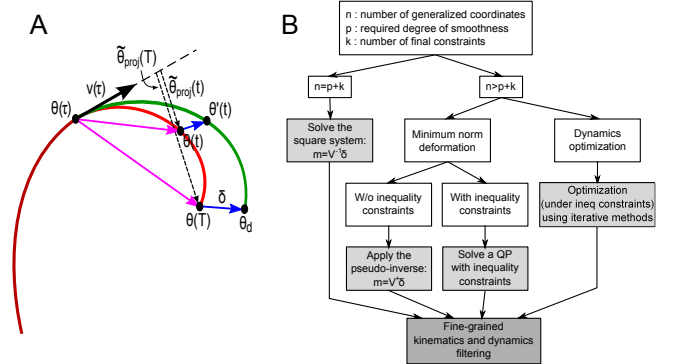 A
θ̃proj(T)
θ̃proj(t)
v(τ)
θ(τ)
θ'(t)
θ(t)
θ(T)
δ
θd
B
n : number of generalized coordinates
p : required degree of smoothness
k : number of final constraints
n=p+k
n>p+k
Solve the
square system:
m=V⁻¹δ
Minimum norm
deformation
Dynamics
optimization
W/o inequality
constraints
With inequality
constraints
Optimization
(under ineq constraints)
using iterative methods
Apply the
pseudo-inverse:
m=V⁺δ
Solve a QP
with inequality
constraints
Fine-grained
kinematics and dynamics
filtering